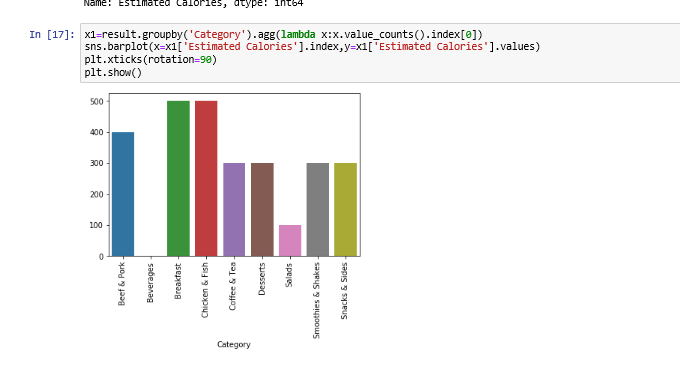 Name: Estimated Calories, dtype: int64
In [17]:
x1=result.groupby('Category').agg(lambda x:x.value_counts().index[0])
sns.barplot(x=x1['Estimated Calories'].index,y=x1['Estimated Calories'].values)
plt.xticks(rotation=90)
plt.show()
500
400
300
200
100
0
Beef & Pork
Beverages
Breakfast
Chicken & Fish
Coffee & Tea
Desserts
Salads
Smoothies & Shakes
Snacks & Sides
Category